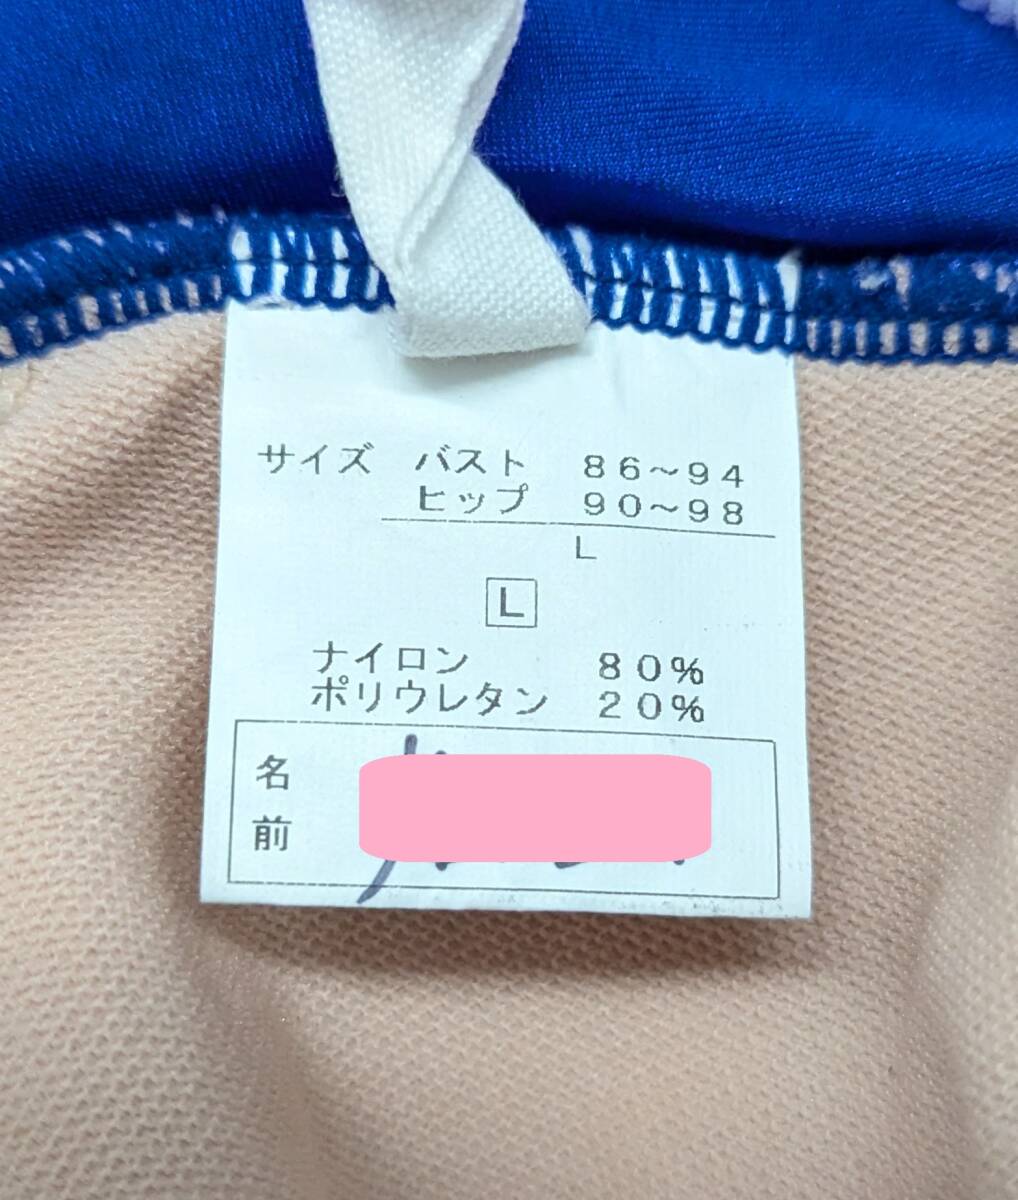 サイズ バスト 86～94
ヒップ 90～98
L
L
ナイロン 80%
ポリウレタン 20%
名
前